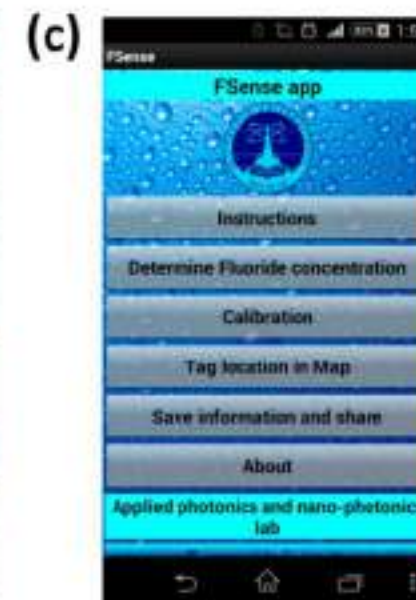 (c)
FSense
FSense app
Instructions
Determine Fluoride concentration
Calibration
Tag location in Map
Save information and share
About
Applied photonics and nano-photonic
lab